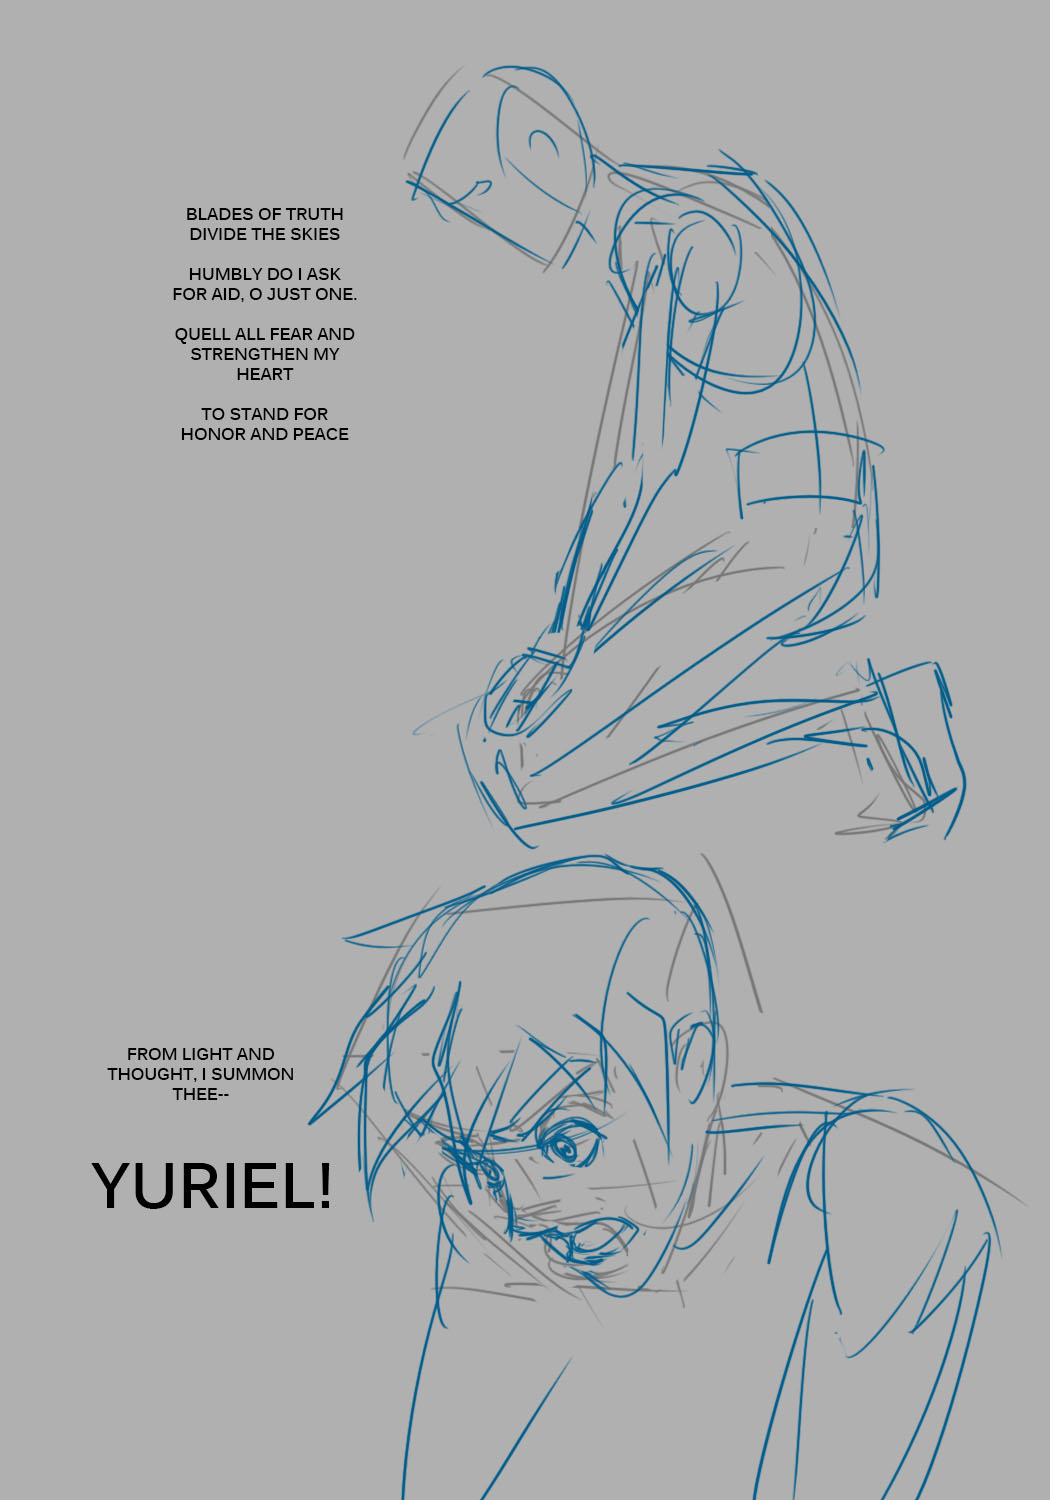 BLADES OF TRUTH
DIVIDE THE SKIES
HUMBLY DO I ASK
FOR AID, O JUST ONE.
QUELL ALL FEAR AND
STRENGTHEN MY
HEART
TO STAND FOR
HONOR AND PEACE
FROM LIGHT AND
THOUGHT, I SUMMON
THEE--
YURIEL!